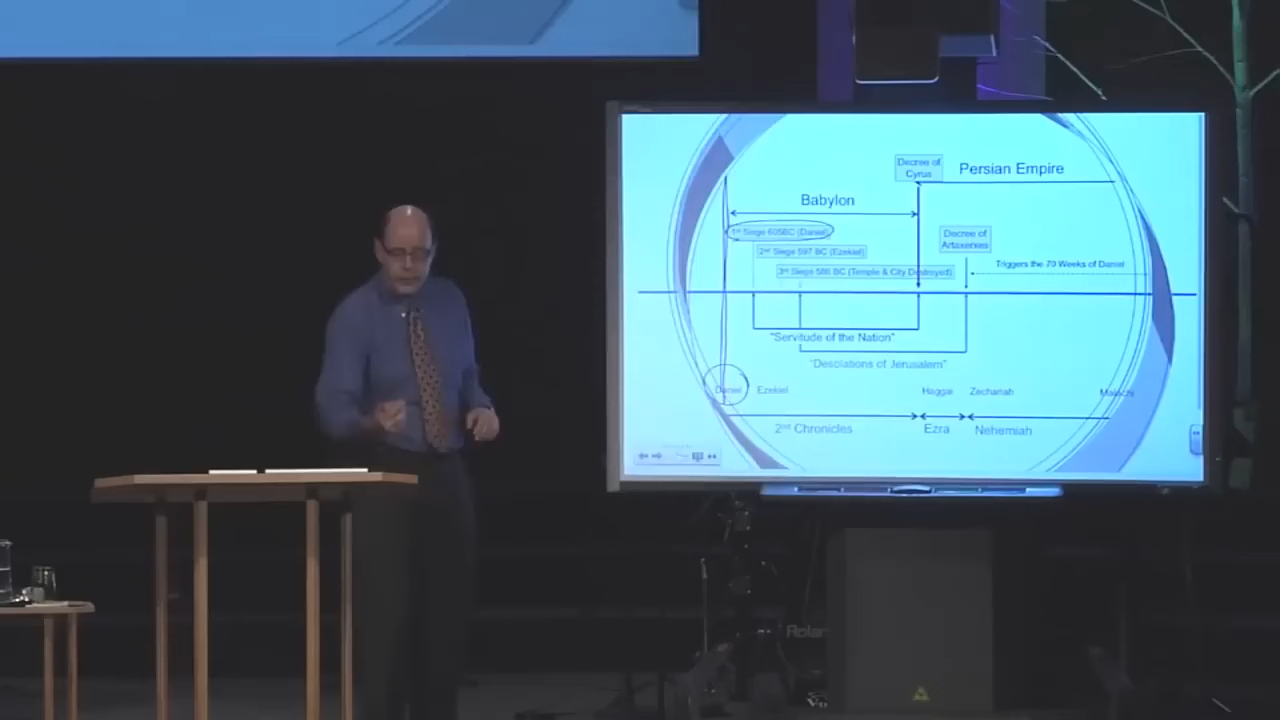 Decree of
Cyrus
Persian Empire
Babylon
1st Siege 605BC (Daniel)
Decree of
Artaxerxes
2nd Siege 597 BC (Ezekiel)
Triggers the 70 Weeks of Daniel
3rd Siege 586 BC (Temple & City Destroyed)
"Servitude of the Nation"
"Desolations of Jerusalem"
Daniel Ezekiel Haggai Zechariah Malachi
2nd Chronicles Ezra Nehemiah
Roland